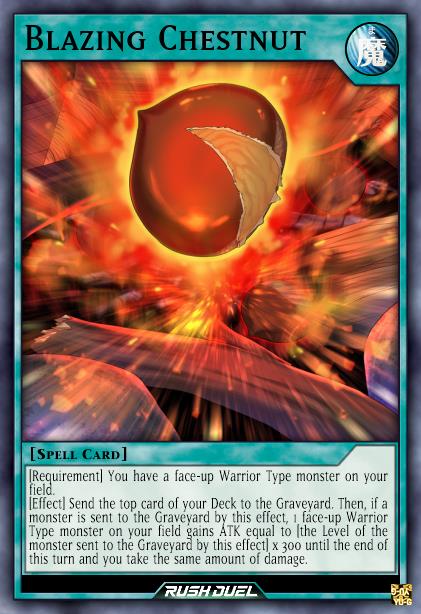 Blazing Chestnut
ま
魔
[Spell Card]
[Requirement] You have a face-up Warrior Type monster on your
field.
[Effect] Send the top card of your Deck to the Graveyard. Then, if a
monster is sent to the Graveyard by this effect, 1 face-up Warrior
Type monster on your field gains ATK equal to [the Level of the
monster sent to the Graveyard by this effect] x 300 until the end of
this turn and you take the same amount of damage.
RUSH DUEL